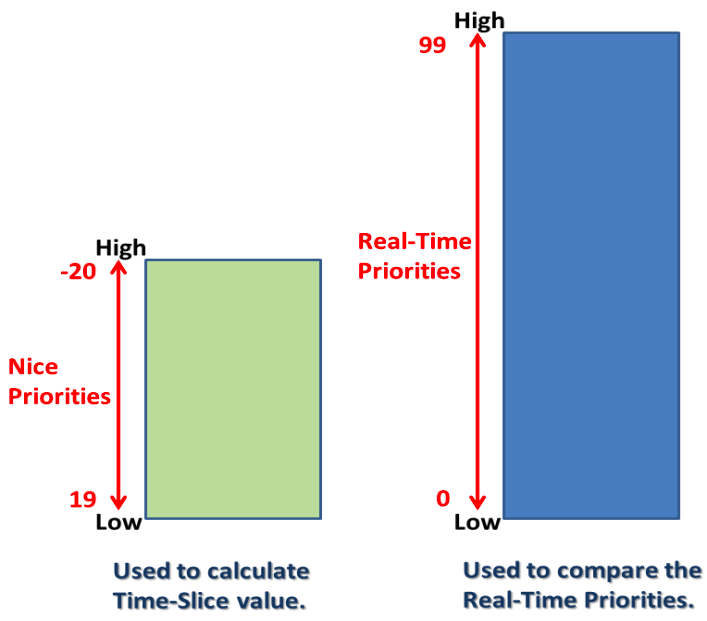 High
-20
Nice
Priorities
19
Low
Used to calculate
Time-Slice value.
High
99
Real-Time
Priorities
0
Low
Used to compare the
Real-Time Priorities.